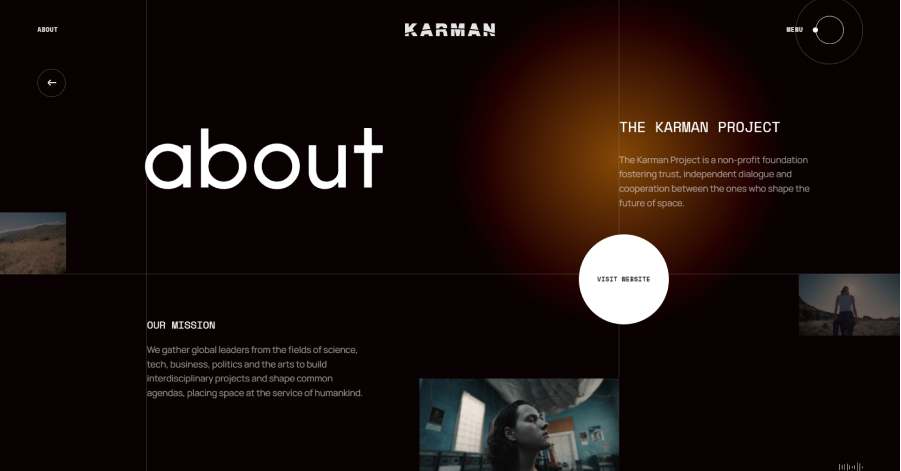 ABOUT
KARMAN
MENU
about
THE KARMAN PROJECT
The Karman Project is a non-profit foundation
fostering trust, independent dialogue and
cooperation between the ones who shape the
future of space.
VISIT WEBSITE
OUR MISSION
We gather global leaders from the fields of science,
tech, business, politics and the arts to build
interdisciplinary projects and shape common
agendas, placing space at the service of humankind.